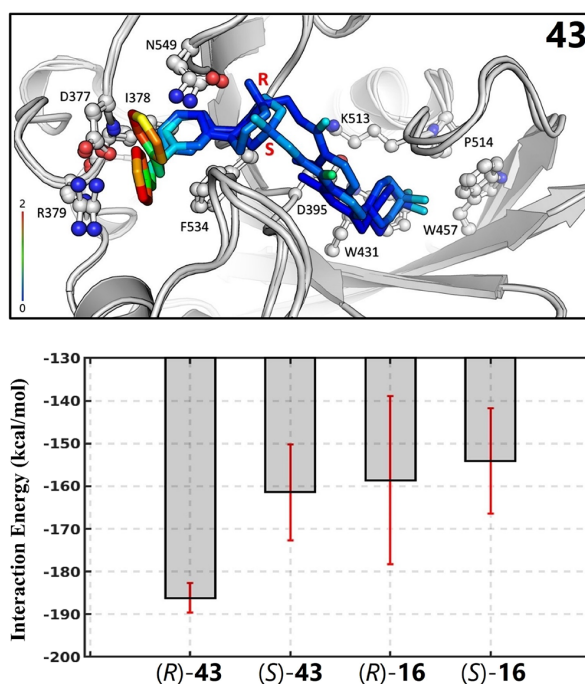 43
N549
R
D377
I378
K513
P514
S
R379
F534
D395
W431
W457
2
0
Interaction Energy (kcal/mol)
-130
-140
-150
-160
-170
-180
-190
-200
(R)-43 (S)-43 (R)-16 (S)-16